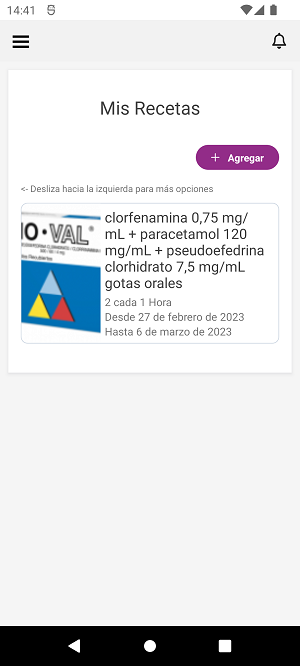 14:41
Mis Recetas
+ Agregar
<- Desliza hacia la izquierda para más opciones
clorfenamina 0,75 mg/
mL + paracetamol 120
mg/mL + pseudoefedrina
clorhidrato 7,5 mg/mL
gotas orales
2 cada 1 Hora
Desde 27 de febrero de 2023
Hasta 6 de marzo de 2023
IO•VAL®